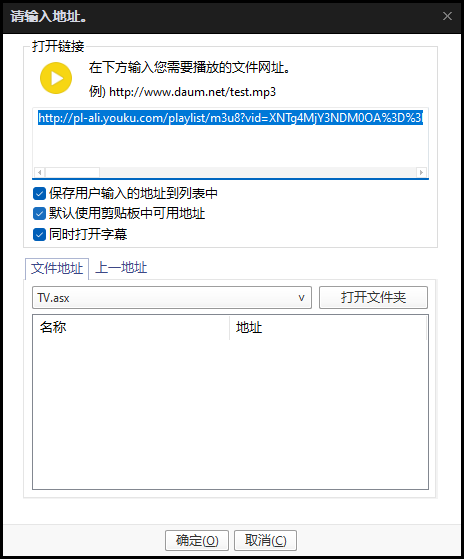 请输入地址。
打开链接
在下方输入您需要播放的文件网址。
例) http://www.daum.net/test.mp3
http://pl-ali.youku.com/playlist/m3u8?vid=XNTg4MjY3NDM0OA%3D%3
保存用户输入的地址到列表中
默认使用剪贴板中可用地址
同时打开字幕
文件地址 上一地址
TV.asx 打开文件夹
名称 地址
确定(O) 取消(C)